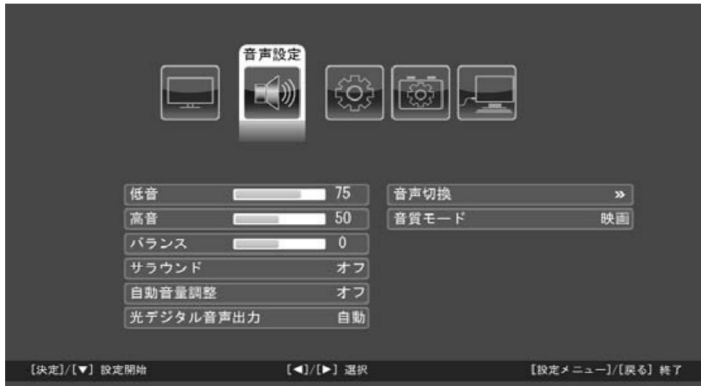 音声設定
低音 75
高音 50
バランス 0
サラウンド オフ
自動音量調整 オフ
光デジタル音声出力 自動
音声切換 »
音質モード 映画
[決定]/[▼] 設定開始 [◀]/[▶] 選択 [設定メニュー]/[戻る] 終了